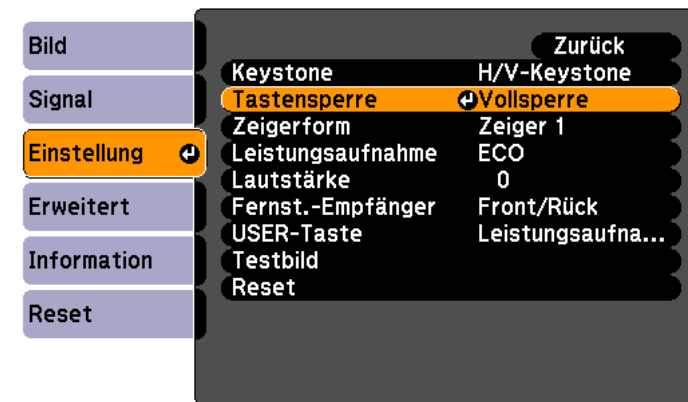 Bild
Signal
Einstellung
Erweitert
Information
Reset
Zurück
Keystone H/V-Keystone
Tastensperre Vollsperre
Zeigerform Zeiger 1
Leistungsaufnahme ECO
Lautstärke 0
Fernst.-Empfänger Front/Rück
USER-Taste Leistungsaufna...
Testbild
Reset